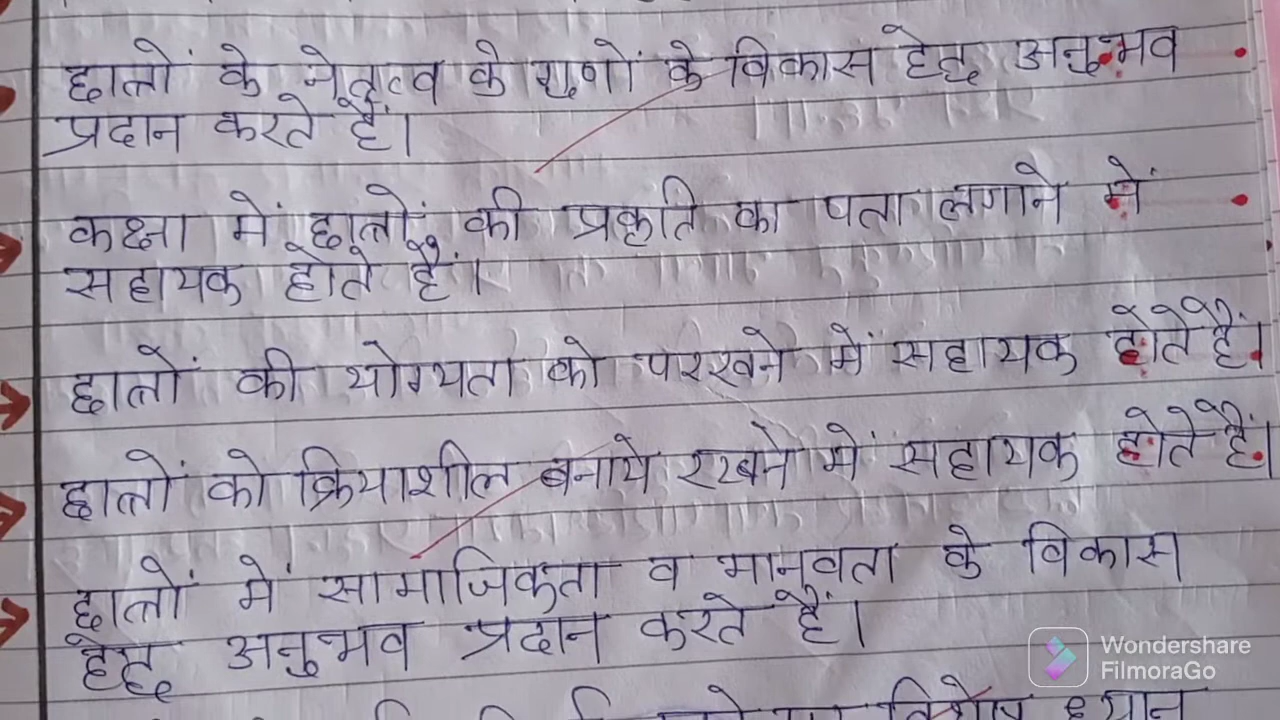 छात्रों के नेतृत्व के गुणों के विकास हेतु अनुभव
प्रदान करते हैं।
कक्षा में छात्रों की प्रकृति का पता लगाने में
सहायक होते हैं।
छात्रों की योग्यता को परखने में सहायक होते हैं।
छात्रों को क्रियाशील बनाये रखने में सहायक होते हैं।
छात्रों में सामाजिकता व मानवता के विकास
हेतु अनुभव प्रदान करते हैं।
विशेष ध्यान
Wondershare
FilmoraGo